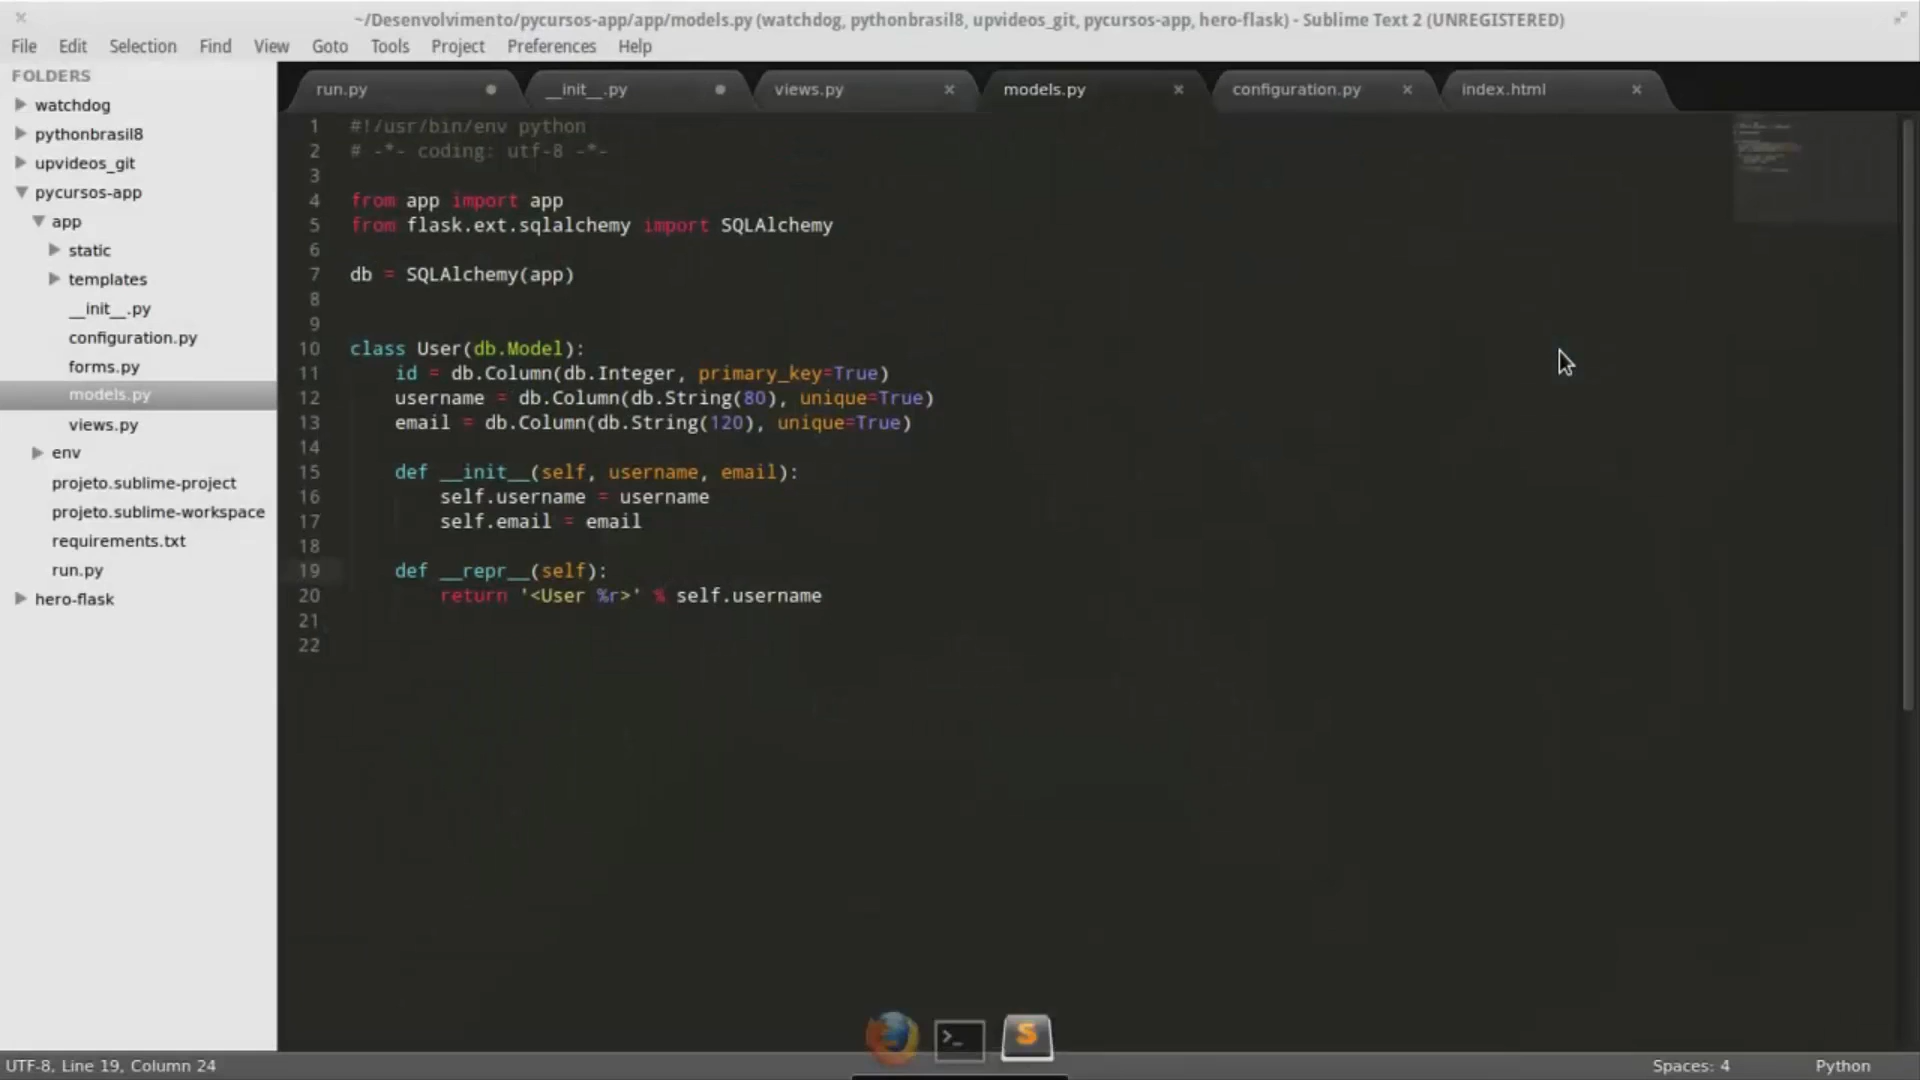 ~/Desenvolvimento/pycursos-app/app/models.py (watchdog, pythonbrasil8, upvideos_git, pycursos-app, hero-flask) - Sublime Text 2 (UNREGISTERED)
File Edit Selection Find View Goto Tools Project Preferences Help
FOLDERS
watchdog
pythonbrasil8
upvideos_git
pycursos-app
app
static
templates
__init__.py
configuration.py
forms.py
models.py
views.py
env
projeto.sublime-project
projeto.sublime-workspace
requirements.txt
run.py
hero-flask
run.py __init__.py views.py models.py configuration.py index.html
1 #!/usr/bin/env python
2 # -*- coding: utf-8 -*-
3
4 from app import app
5 from flask.ext.sqlalchemy import SQLAlchemy
6
7 db = SQLAlchemy(app)
8
9
10 class User(db.Model):
11     id = db.Column(db.Integer, primary_key=True)
12     username = db.Column(db.String(80), unique=True)
13     email = db.Column(db.String(120), unique=True)
14
15     def __init__(self, username, email):
16         self.username = username
17         self.email = email
18
19     def __repr__(self):
20         return '<User %r>' % self.username
21
22
>_
S
UTF-8, Line 19, Column 24 Spaces: 4 Python